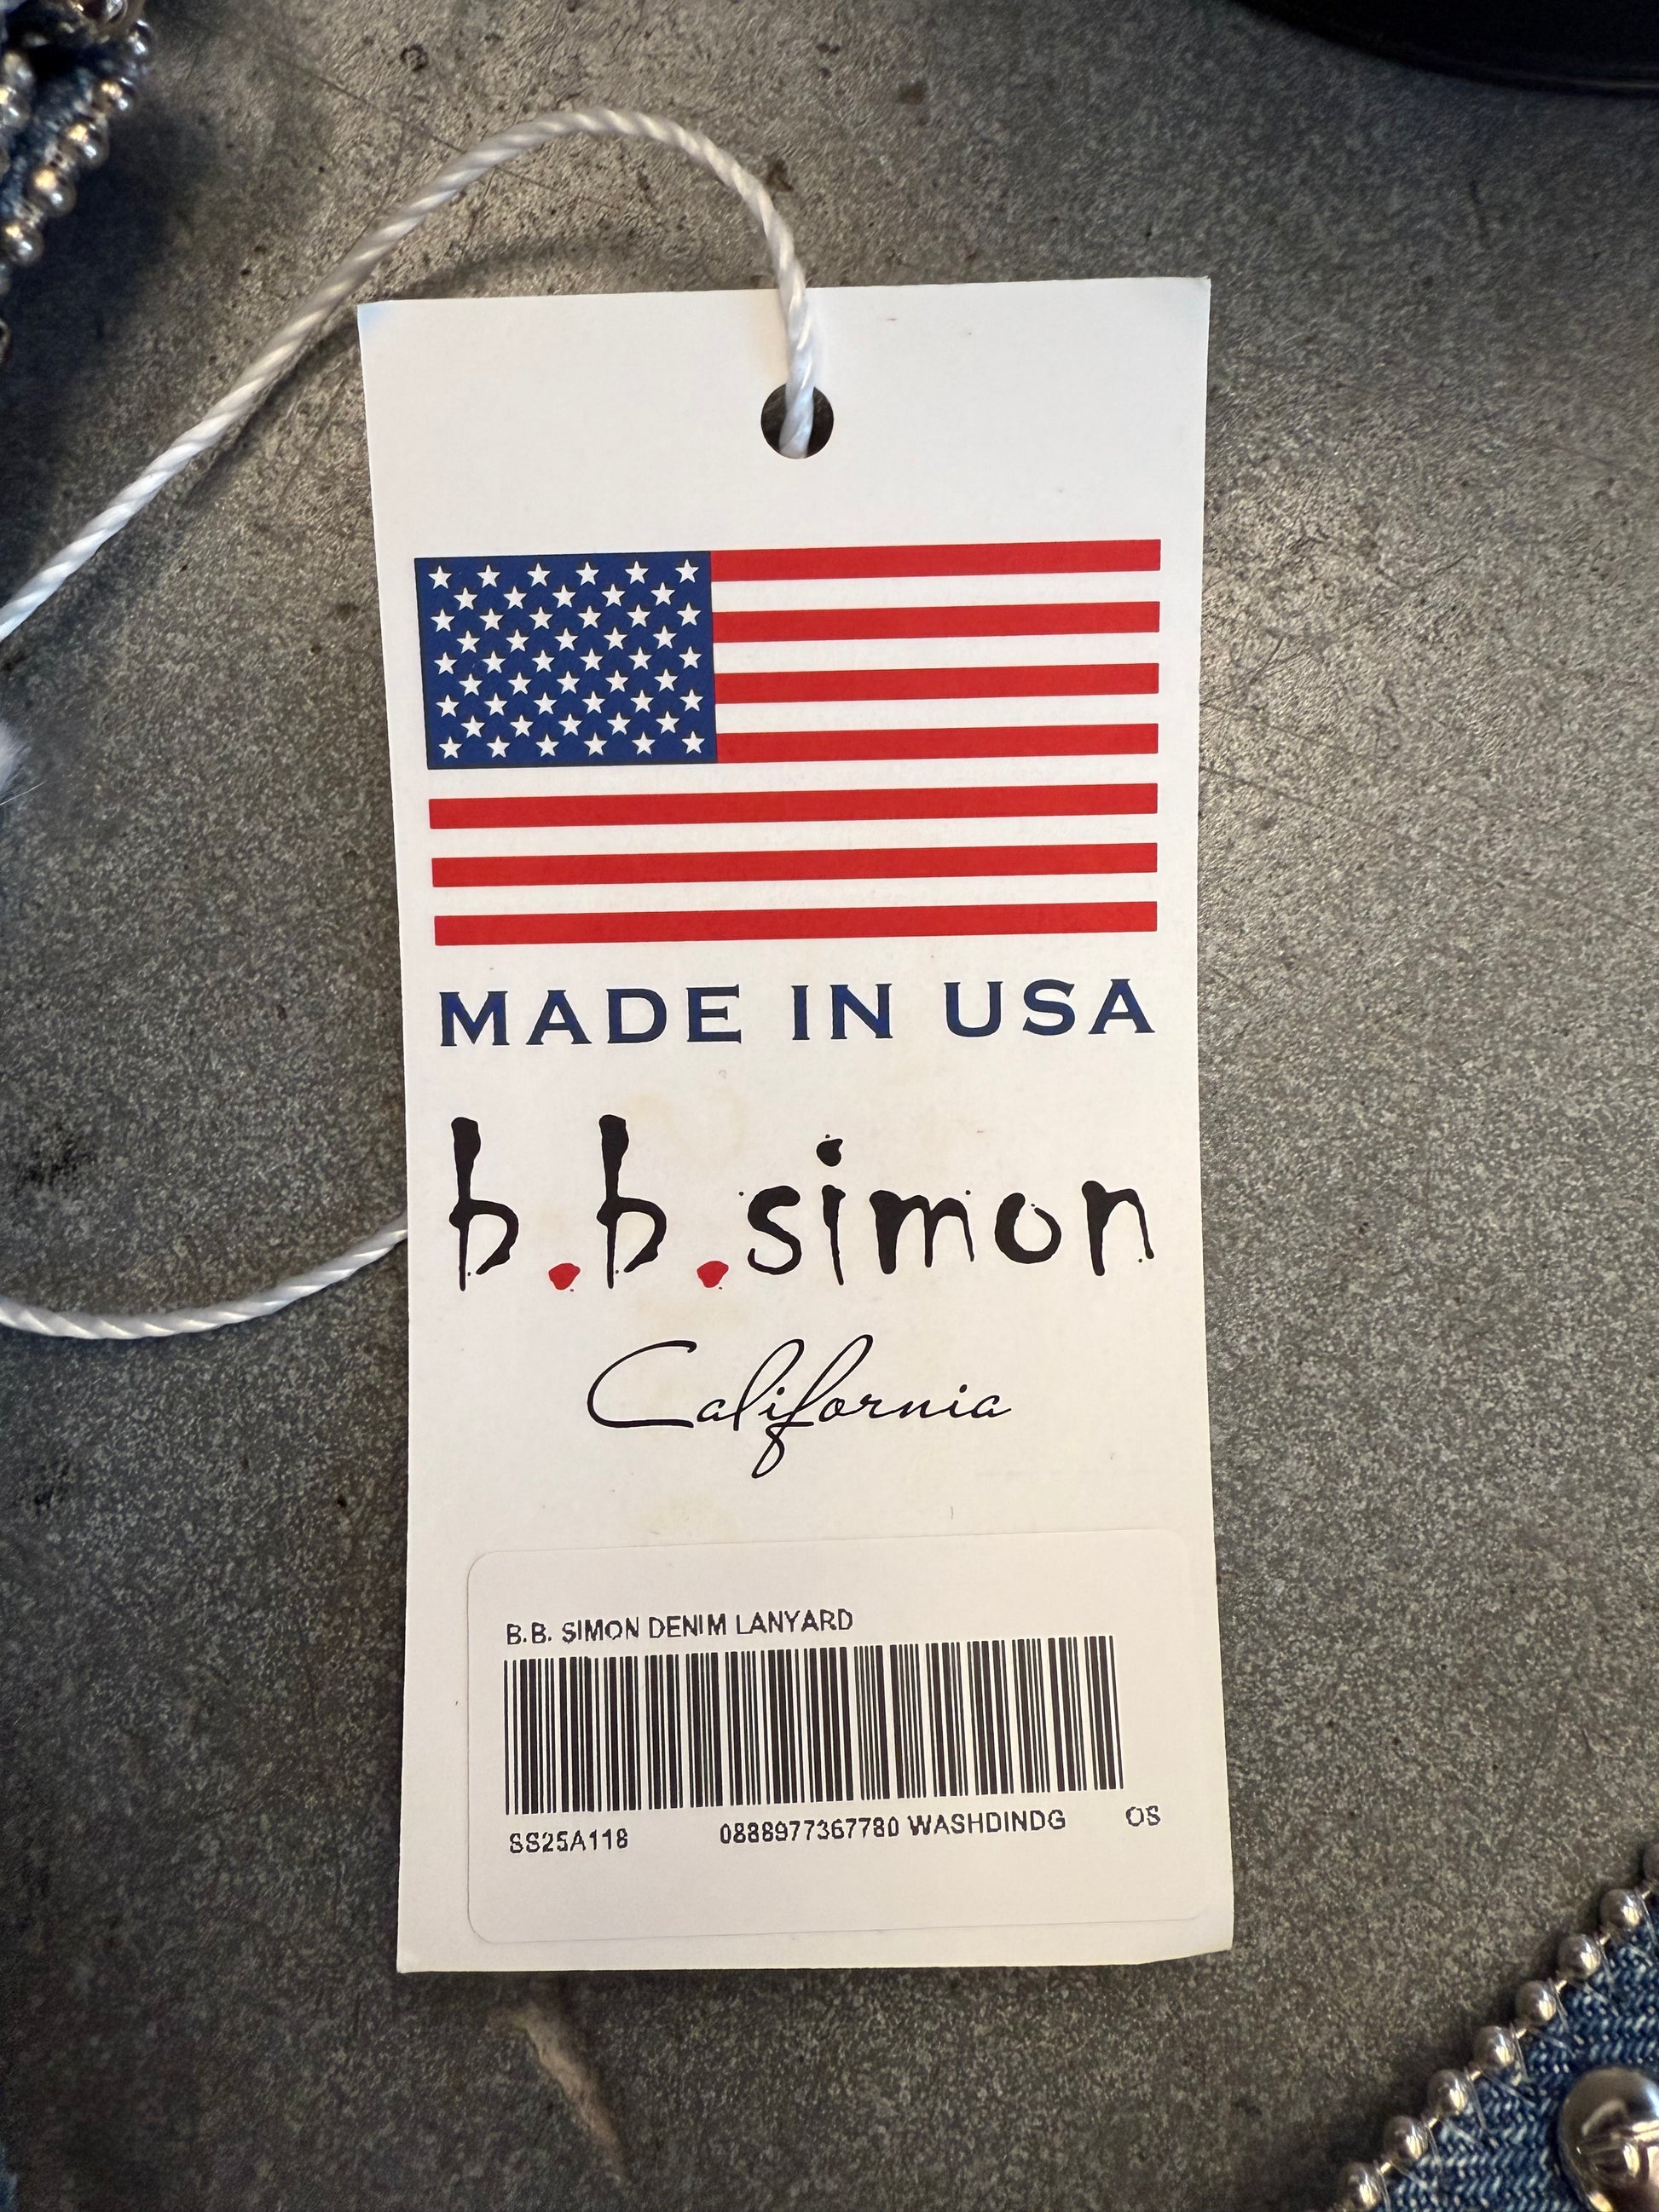 MADE IN USA
b.b.simon
California
B.B. SIMON DENIM LANYARD
SS25A118 0888977367780 WASHDINDG OS